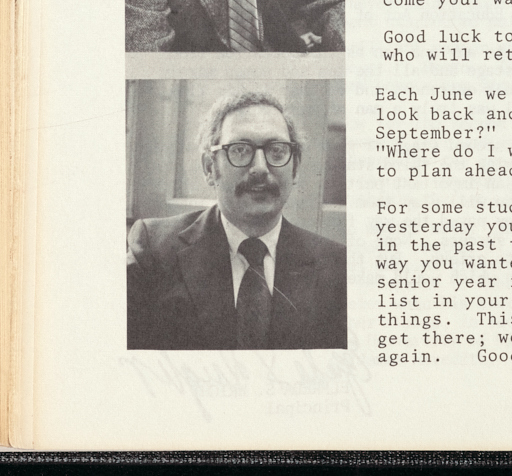 come your wa
Good luck to
who will ret
Each June we
look back and
September?"
"Where do I w
to plan ahead
For some stud
yesterday you
in the past t
way you wante
senior year i
list in your
things. This
get there; we
again. Good
Principal